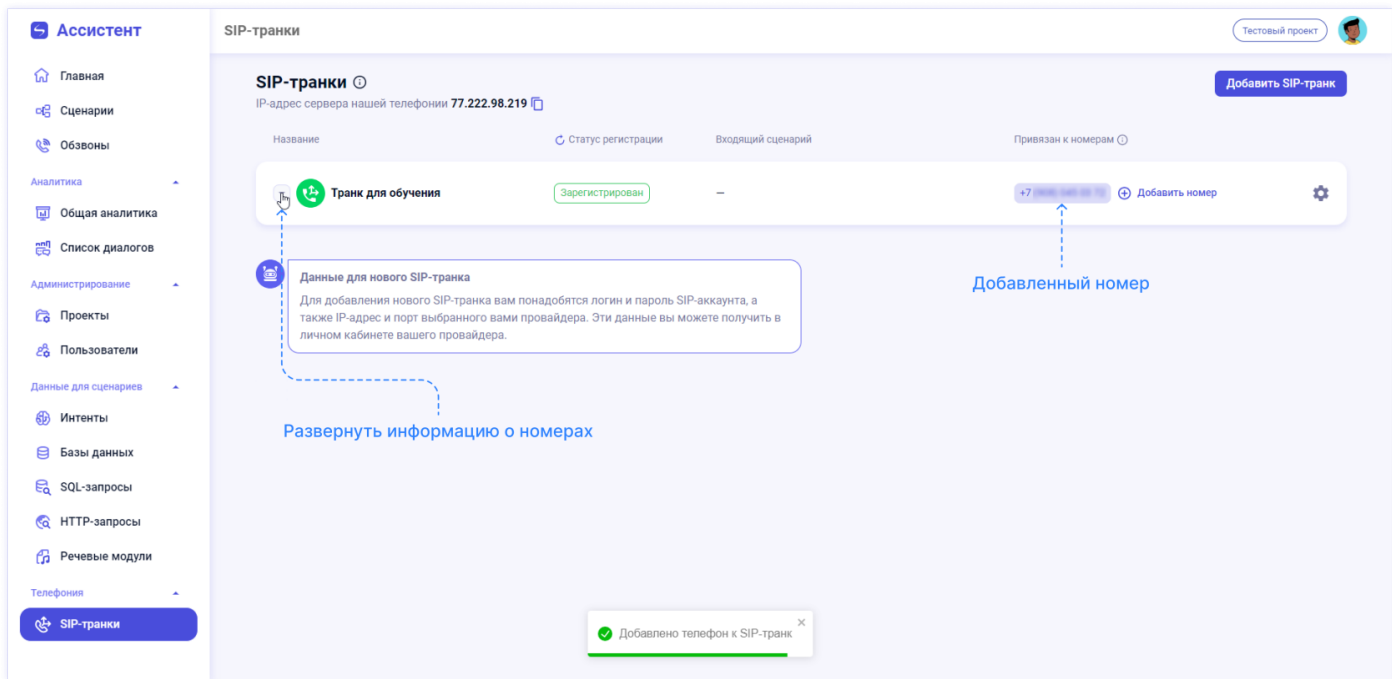 Ассистент
SIP-транки
Тестовый проект
Главная
Сценарии
Обзвоны
Аналитика
Общая аналитика
Список диалогов
Администрирование
Проекты
Пользователи
Данные для сценариев
Интенты
Базы данных
SQL-запросы
HTTP-запросы
Речевые модули
Телефония
SIP-транки
SIP-транки
Добавить SIP-транк
IP-адрес сервера нашей телефонии 77.222.98.219
Название Статус регистрации Входящий сценарий Привязан к номерам
Транк для обучения Зарегистрирован – +7 Добавить номер
Добавленный номер
Данные для нового SIP-транка
Для добавления нового SIP-транка вам понадобятся логин и пароль SIP-аккаунта, а
также IP-адрес и порт выбранного вами провайдера. Эти данные вы можете получить в
личном кабинете вашего провайдера.
Развернуть информацию о номерах
Добавлено телефон к SIP-транк